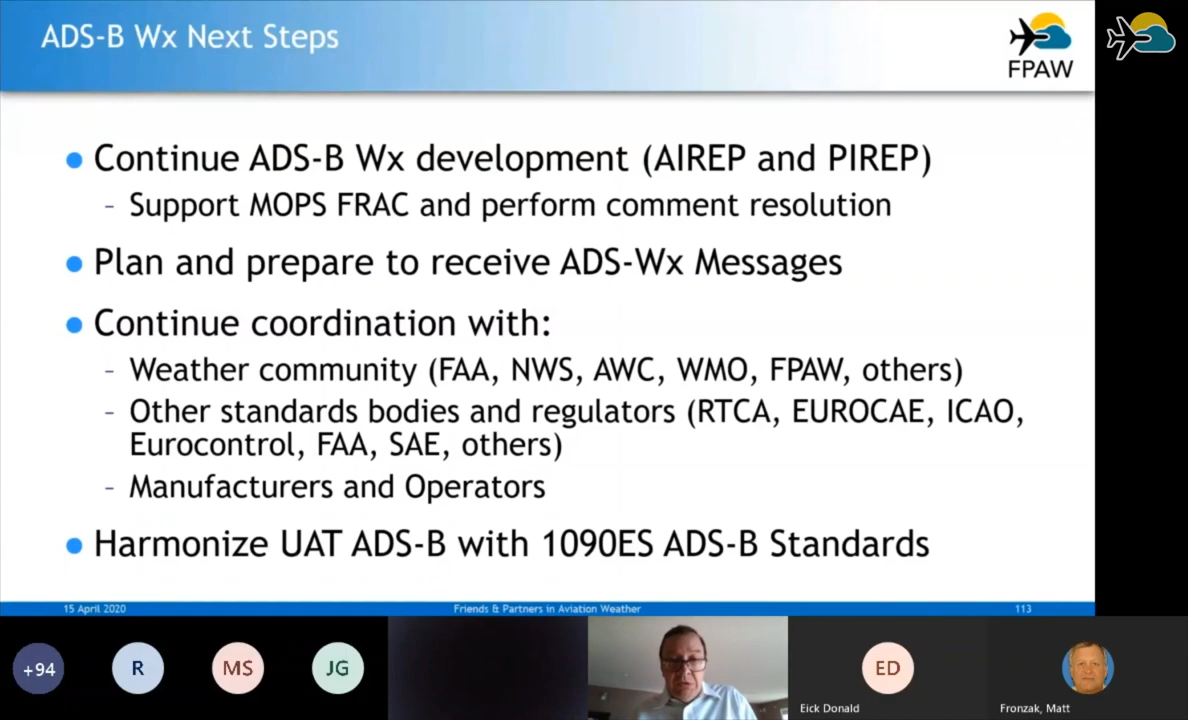 ADS-B Wx Next Steps
FPAW
● Continue ADS-B Wx development (AIREP and PIREP)
– Support MOPS FRAC and perform comment resolution
● Plan and prepare to receive ADS-Wx Messages
● Continue coordination with:
– Weather community (FAA, NWS, AWC, WMO, FPAW, others)
– Other standards bodies and regulators (RTCA, EUROCAE, ICAO,
Eurocontrol, FAA, SAE, others)
– Manufacturers and Operators
● Harmonize UAT ADS-B with 1090ES ADS-B Standards
15 April 2020
Friends & Partners in Aviation Weather
113
+94
R
MS
JG
ED
Eick Donald
Fronzak, Matt